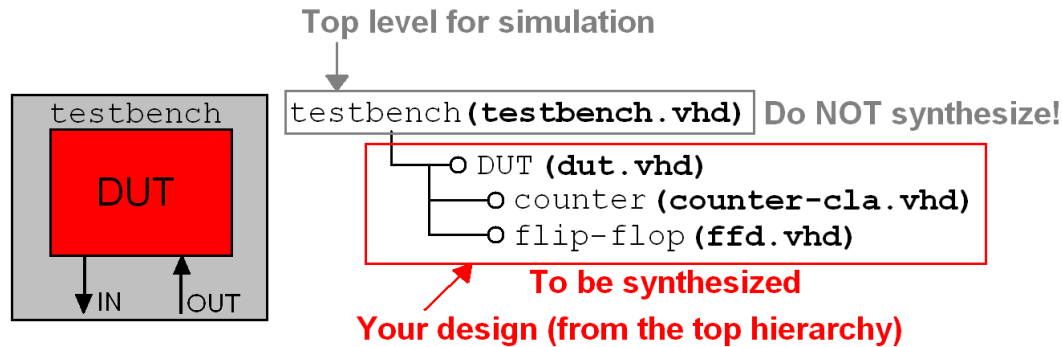 Top level for simulation
testbench
testbench(testbench.vhd) Do NOT synthesize!
DUT
DUT (dut.vhd)
counter (counter-cla.vhd)
flip-flop (ffd.vhd)
IN
OUT
To be synthesized
Your design (from the top hierarchy)